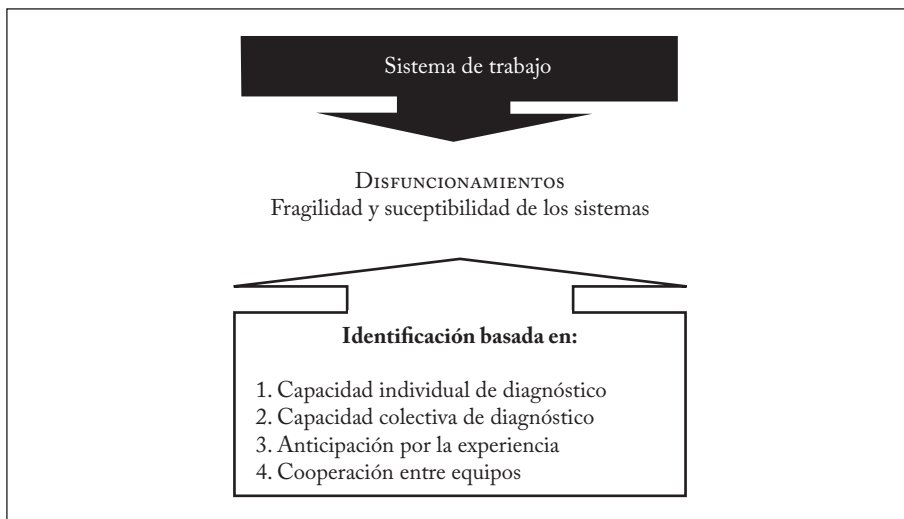 Sistema de trabajo
DISFUNCIONAMIENTOS
Fragilidad y suceptibilidad de los sistemas
Identificación basada en:
1. Capacidad individual de diagnóstico
2. Capacidad colectiva de diagnóstico
3. Anticipación por la experiencia
4. Cooperación entre equipos